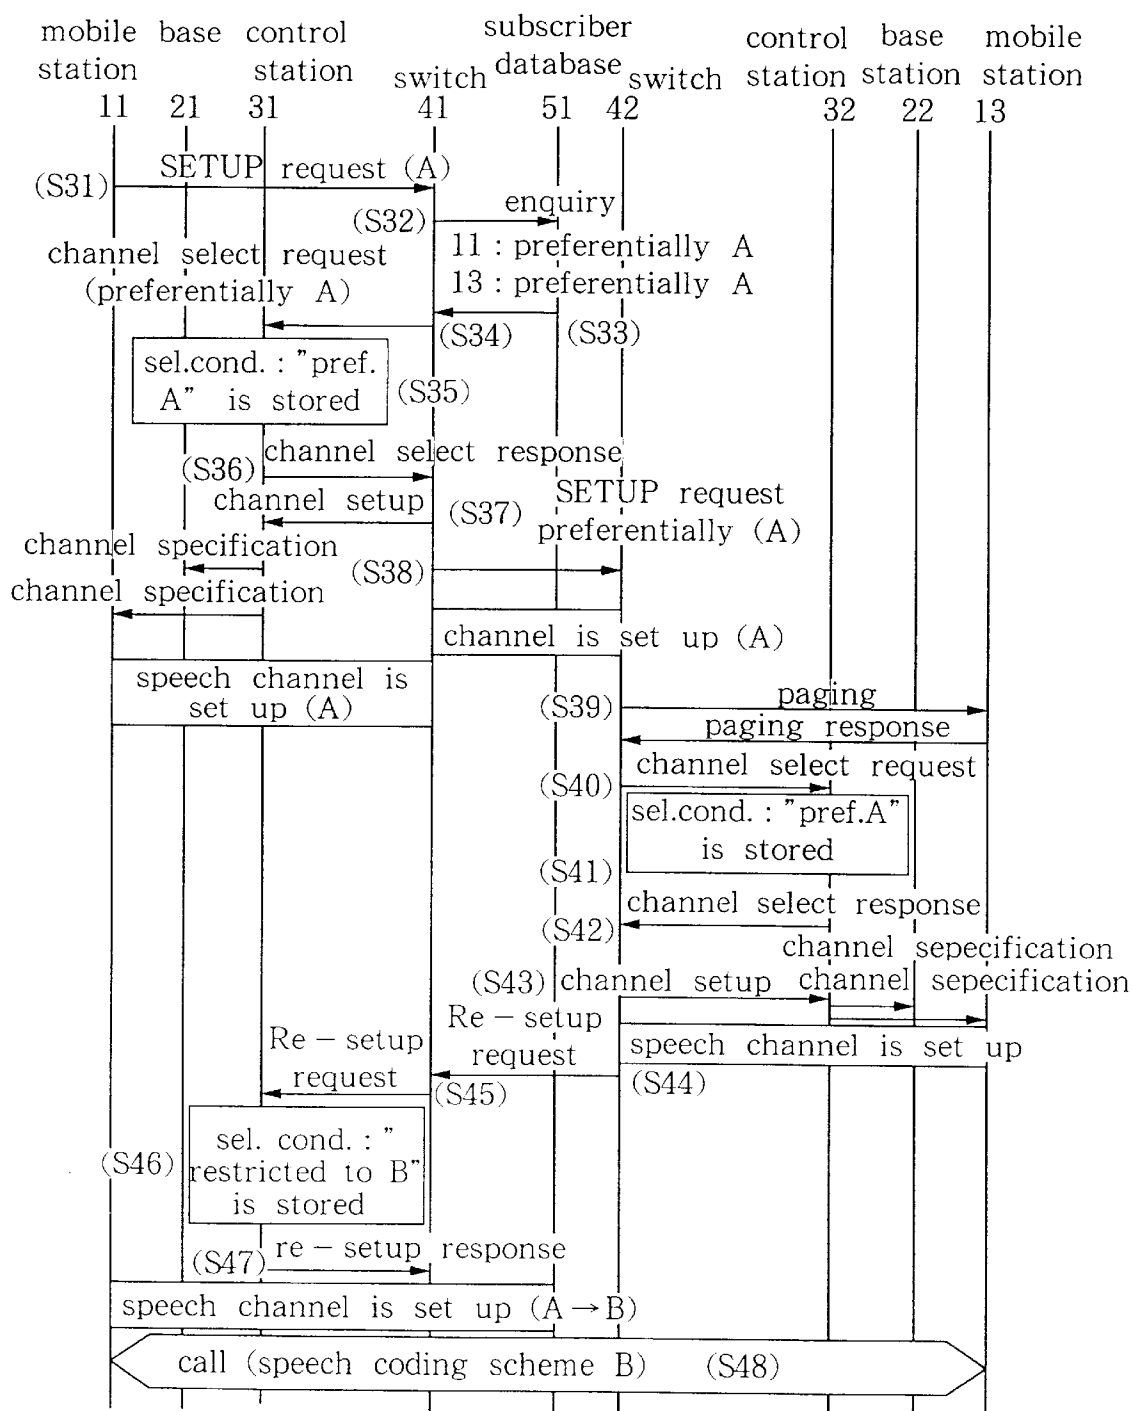 mobile base control subscriber control base mobile
station station switch database switch station station station
11 21 31 41 51 42 32 22 13
SETUP request (A)
(S31)
enquiry
(S32)
11 : preferentially A
channel select request
(preferentially A)
13 : preferentially A
(S34) (S33)
sel.cond. : "pref.
A" is stored
(S35)
channel select response
(S36)
channel setup
(S37)
SETUP request
preferentially (A)
channel specification
(S38)
channel specification
channel is set up (A)
speech channel is
set up (A)
paging
(S39)
paging response
channel select request
(S40)
sel.cond. : "pref.A"
is stored
(S41)
channel select response
(S42)
channel sepecification
(S43) channel setup channel sepecification
Re – setup
request
speech channel is set up
Re – setup
request
(S45) (S44)
sel. cond. : "
restricted to B"
is stored
(S46)
re – setup response
(S47)
speech channel is set up (A → B)
call (speech coding scheme B) (S48)